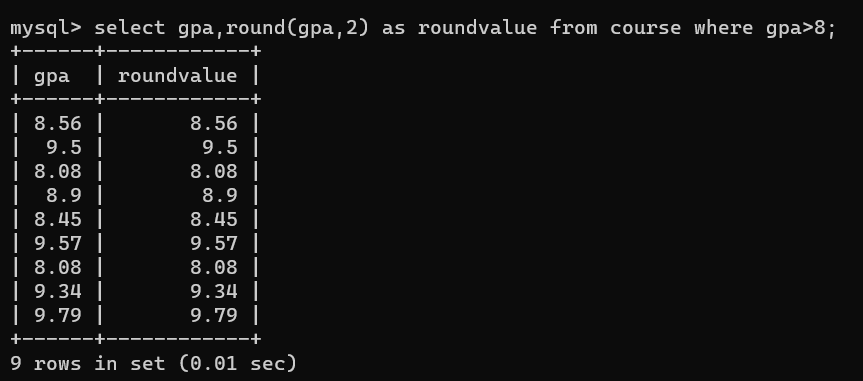 mysql> select gpa,round(gpa,2) as roundvalue from course where gpa>8;
+------+------------+
| gpa  | roundvalue |
+------+------------+
| 8.56 |       8.56 |
|  9.5 |        9.5 |
| 8.08 |       8.08 |
|  8.9 |        8.9 |
| 8.45 |       8.45 |
| 9.57 |       9.57 |
| 8.08 |       8.08 |
| 9.34 |       9.34 |
| 9.79 |       9.79 |
+------+------------+
9 rows in set (0.01 sec)